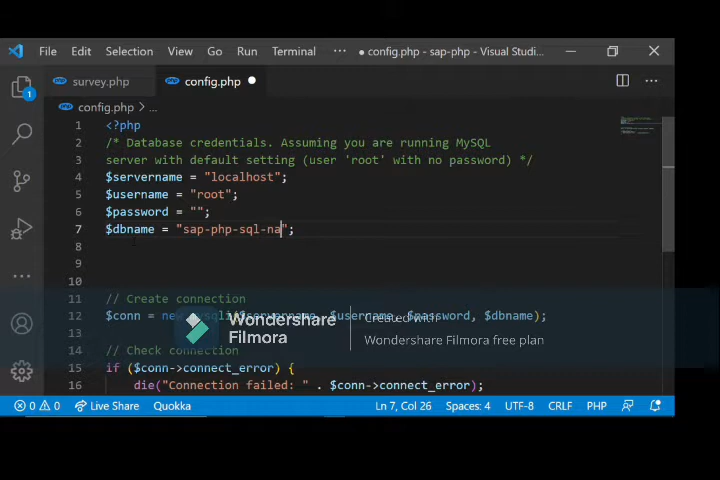 File Edit Selection View Go Run Terminal ··· ● config.php - sap-php - Visual Studi...
survey.php config.php ●
config.php > ...
1 <?php
2 /* Database credentials. Assuming you are running MySQL
3 server with default setting (user 'root' with no password) */
4 $servername = "localhost";
5 $username = "root";
6 $password = "";
7 $dbname = "sap-php-sql-na";
8
9
10
11 // Create connection
12 $conn = new mysqli($servername, $username, $password, $dbname);
13
14 // Check connection
15 if ($conn->connect_error) {
16 die("Connection failed: " . $conn->connect_error);
Wondershare
Filmora
Created with
Wondershare Filmora free plan
0 0 Live Share Quokka Ln 7, Col 26 Spaces: 4 UTF-8 CRLF PHP